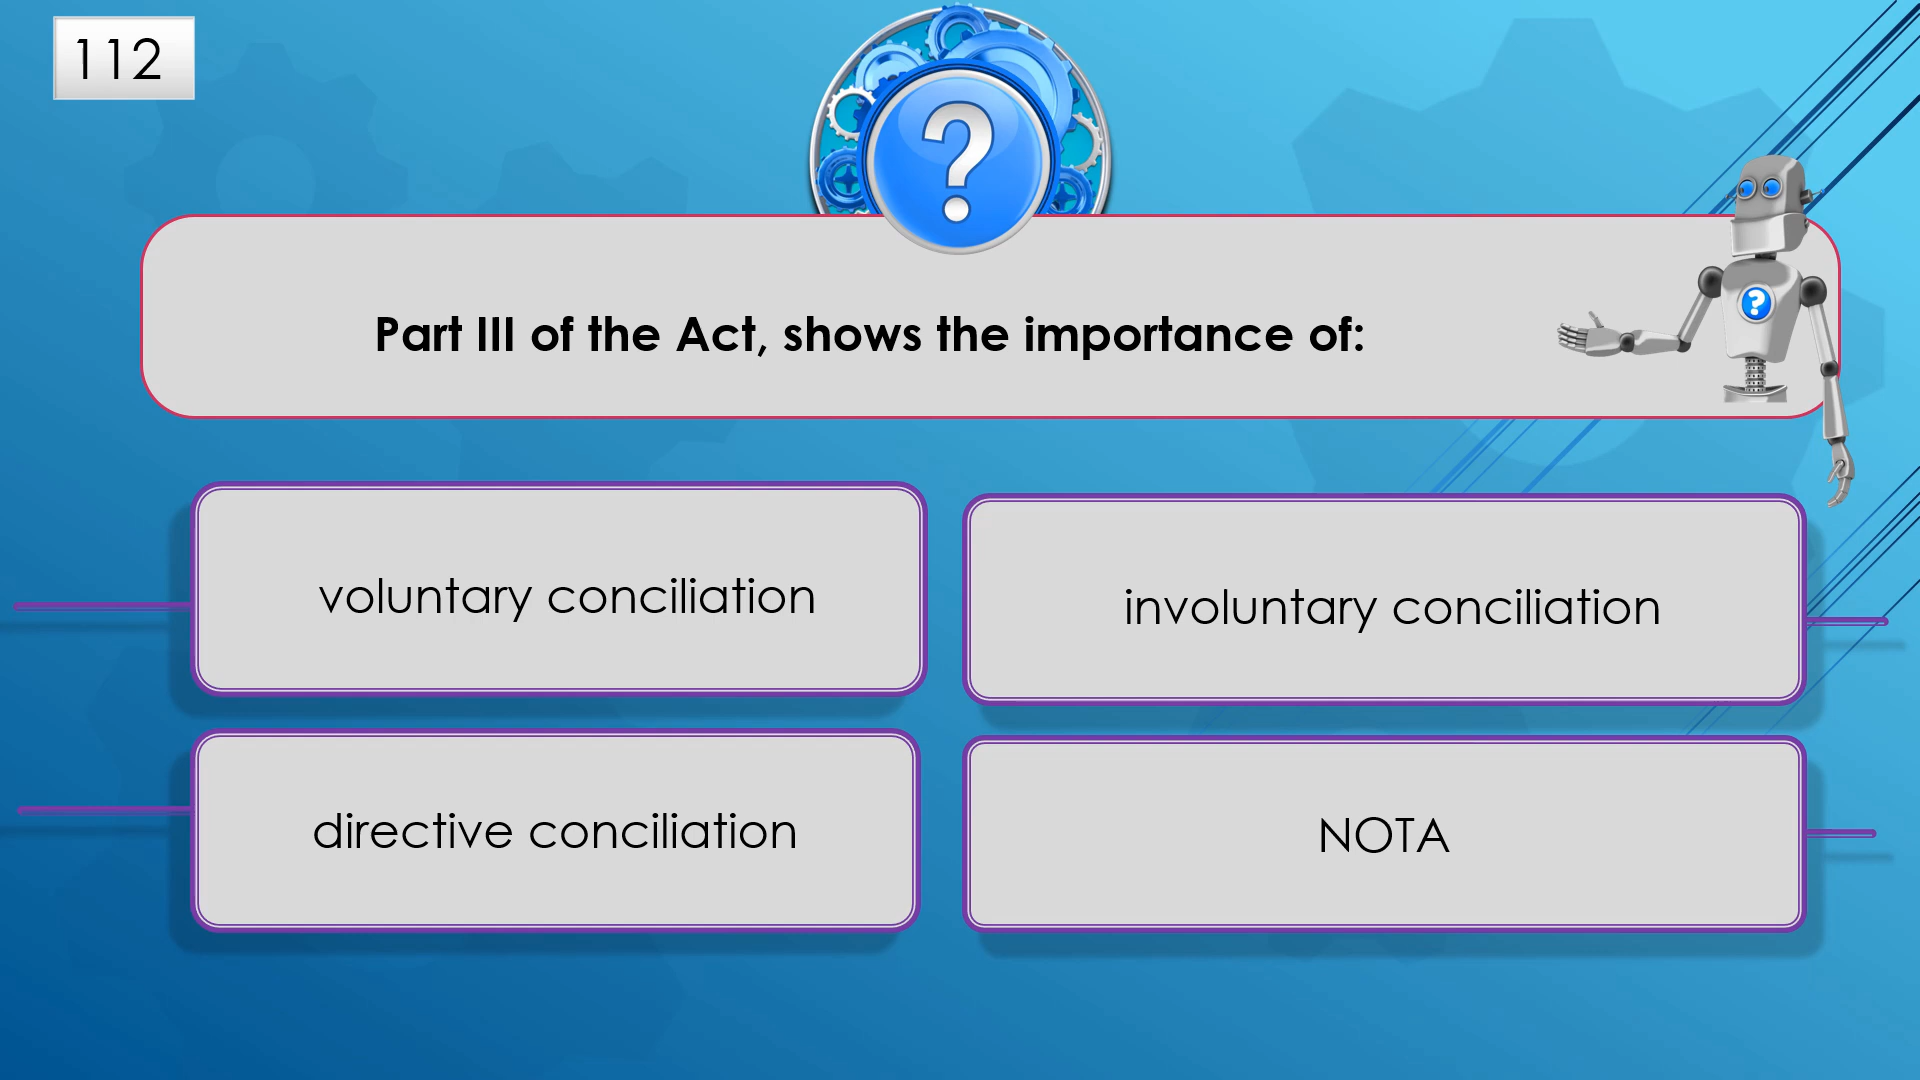 112
?
Part III of the Act, shows the importance of:
?
voluntary conciliation
involuntary conciliation
directive conciliation
NOTA